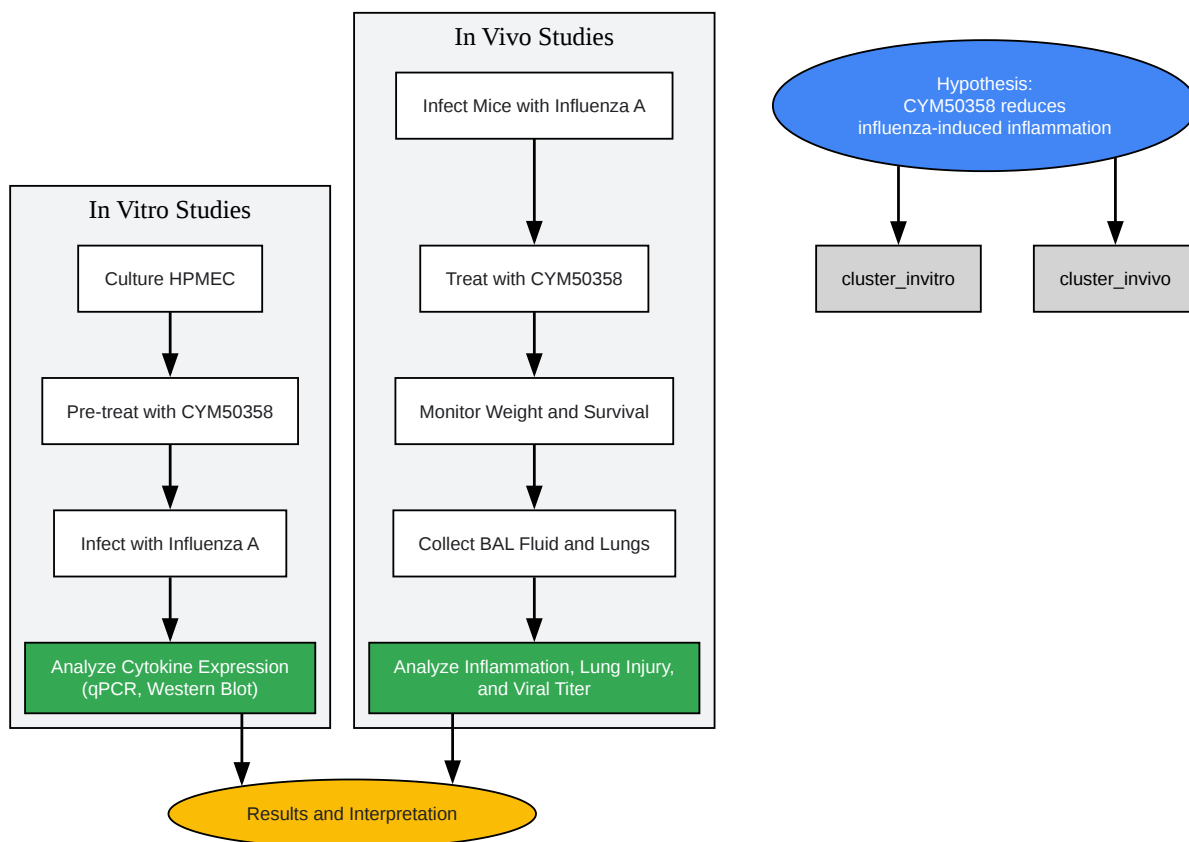 In Vitro Studies
Culture HPMEC
Pre-treat with CYM50358
Infect with Influenza A
Analyze Cytokine Expression
(qPCR, Western Blot)
In Vivo Studies
Infect Mice with Influenza A
Treat with CYM50358
Monitor Weight and Survival
Collect BAL Fluid and Lungs
Analyze Inflammation, Lung Injury,
and Viral Titer
Results and Interpretation
Hypothesis:
CYM50358 reduces
influenza-induced inflammation
cluster_invitro
cluster_invivo